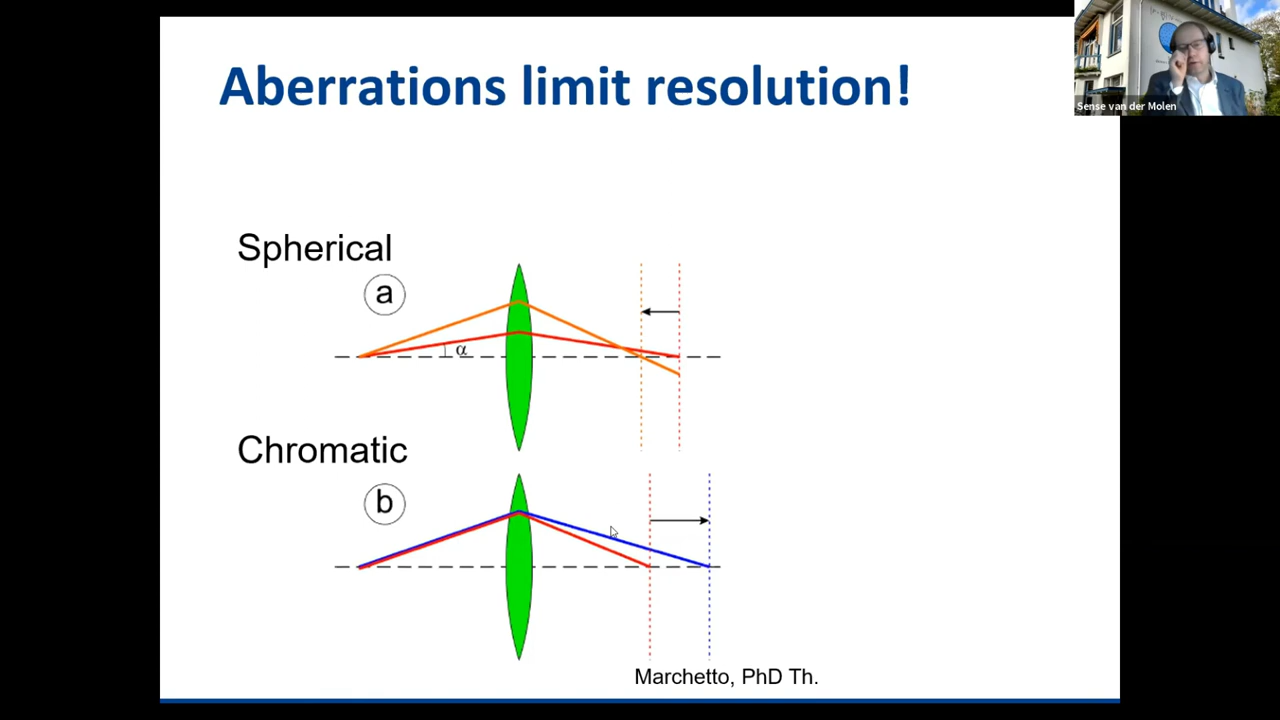 Aberrations limit resolution!
Sense van der Molen
Spherical
a
α
Chromatic
b
Marchetto, PhD Th.